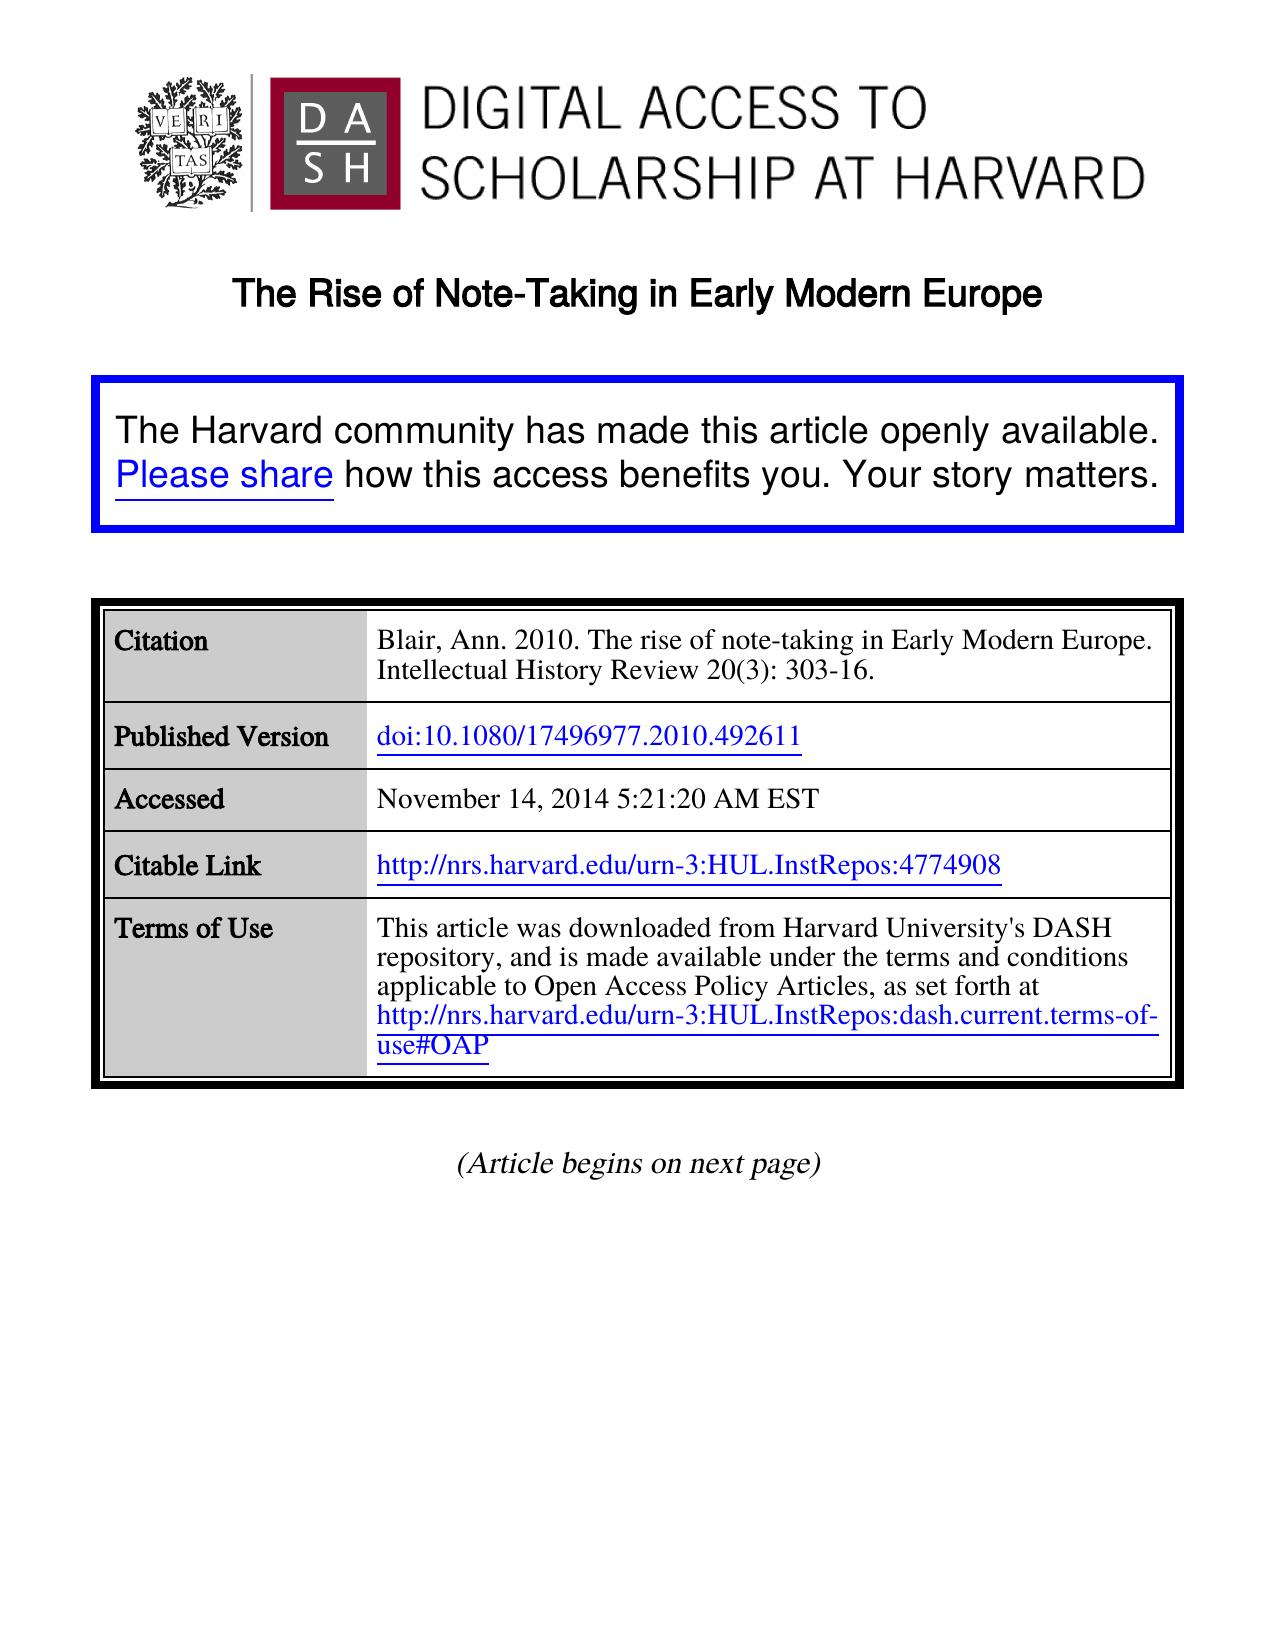 VE RI
TAS
D A
S H
DIGITAL ACCESS TO
SCHOLARSHIP AT HARVARD
The Rise of Note-Taking in Early Modern Europe
The Harvard community has made this article openly available.
Please share how this access benefits you. Your story matters.
Citation
Blair, Ann. 2010. The rise of note-taking in Early Modern Europe.
Intellectual History Review 20(3): 303-16.
Published Version
doi:10.1080/17496977.2010.492611
Accessed
November 14, 2014 5:21:20 AM EST
Citable Link
http://nrs.harvard.edu/urn-3:HUL.InstRepos:4774908
Terms of Use
This article was downloaded from Harvard University's DASH
repository, and is made available under the terms and conditions
applicable to Open Access Policy Articles, as set forth at
http://nrs.harvard.edu/urn-3:HUL.InstRepos:dash.current.terms-of-
use#OAP
(Article begins on next page)